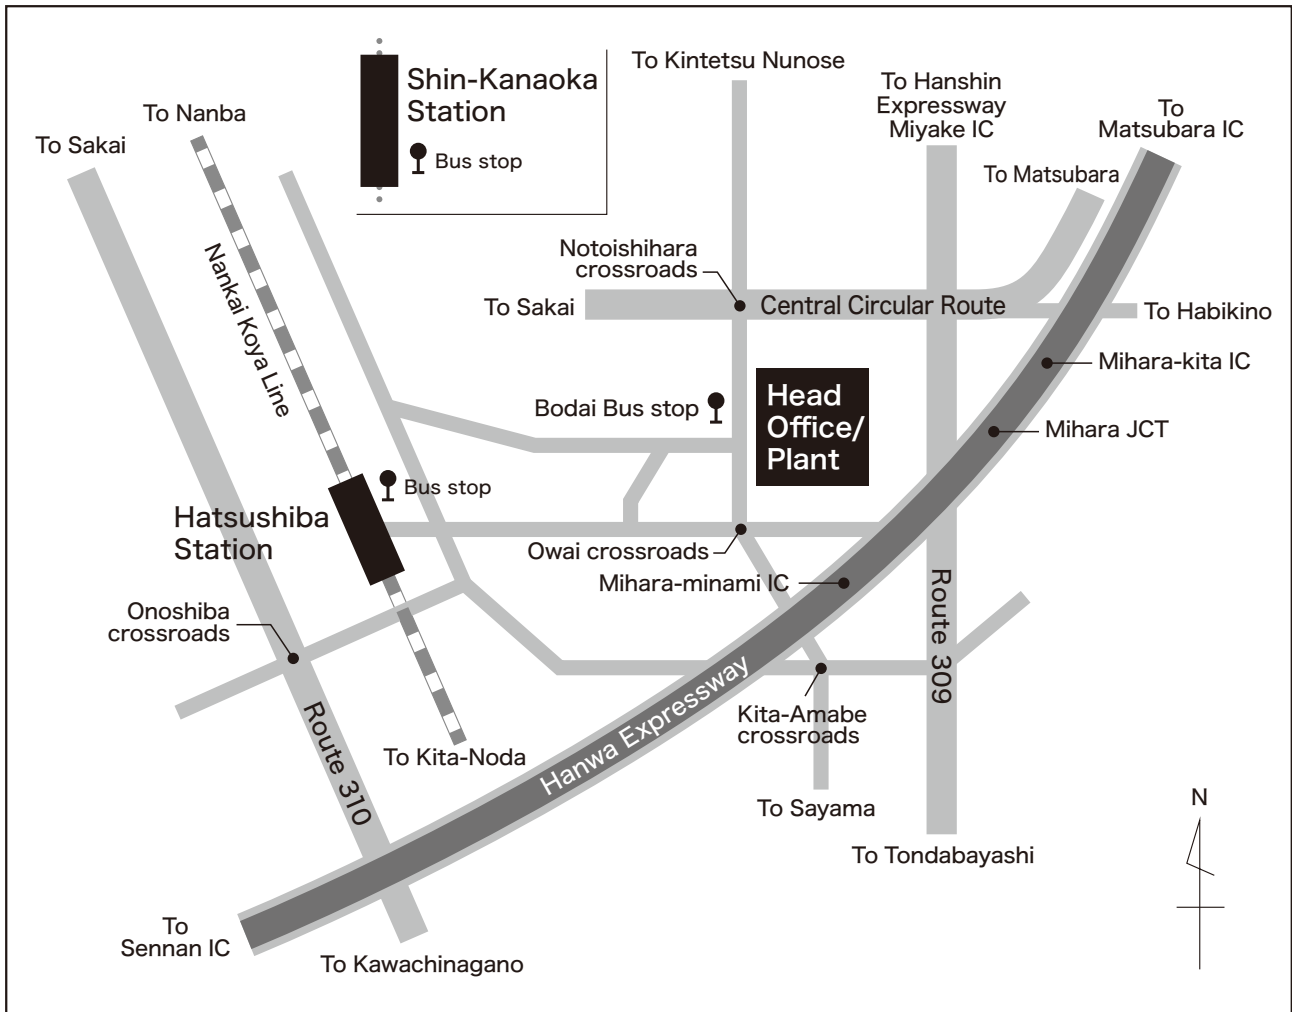 To Kintetsu Nunose
Shin-Kanaoka
Station
Bus stop
To Hanshin
Expressway
Miyake IC
To
Matsubara IC
To Nanba
To Sakai
To Matsubara
Notoishihara
crossroads
Nankai Koya Line
To Sakai
Central Circular Route
To Habikino
Mihara-kita IC
Head
Office/
Plant
Bodai Bus stop
Mihara JCT
Bus stop
Hatsushiba
Station
Owai crossroads
Mihara-minami IC
Onoshiba
crossroads
Route 309
Route 310
Hanwa Expressway
Kita-Amabe
crossroads
To Kita-Noda
To Sayama
N
To Tondabayashi
To
Sennan IC
To Kawachinagano